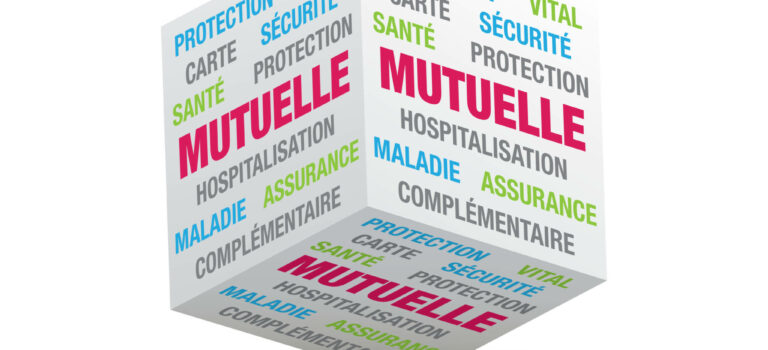 PROTECTION
CARTE SÉCURITÉ
SANTÉ PROTECTION
MUTUELLE
HOSPITALISATION
MALADIE ASSURANCE
COMPLÉMENTAIRE
VITAL
SANTÉ SÉCURITÉ
PROTECTION
MUTUELLE
HOSPITALISATION
MALADIE ASSURANCE
COMPLÉMENTAIRE
PROTECTION
CARTE SÉCURITÉ VITAL
SANTÉ PROTECTION
MUTUELLE
HOSPITALISATION
MALADIE ASSURANCE